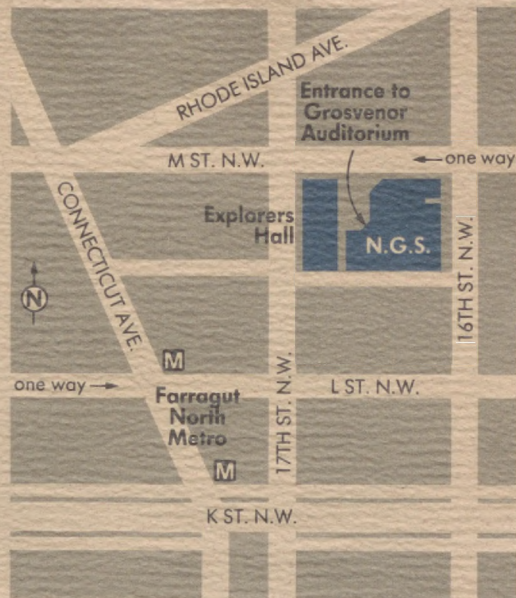 RHODE ISLAND AVE.
Entrance to
Grosvenor
Auditorium
M ST. N.W.
one way
CONNECTICUT AVE.
Explorers
Hall
N.G.S.
16TH ST. N.W.
N
M
one way
L ST. N.W.
Farragut
North
Metro
17TH ST. N.W.
M
K ST. N.W.